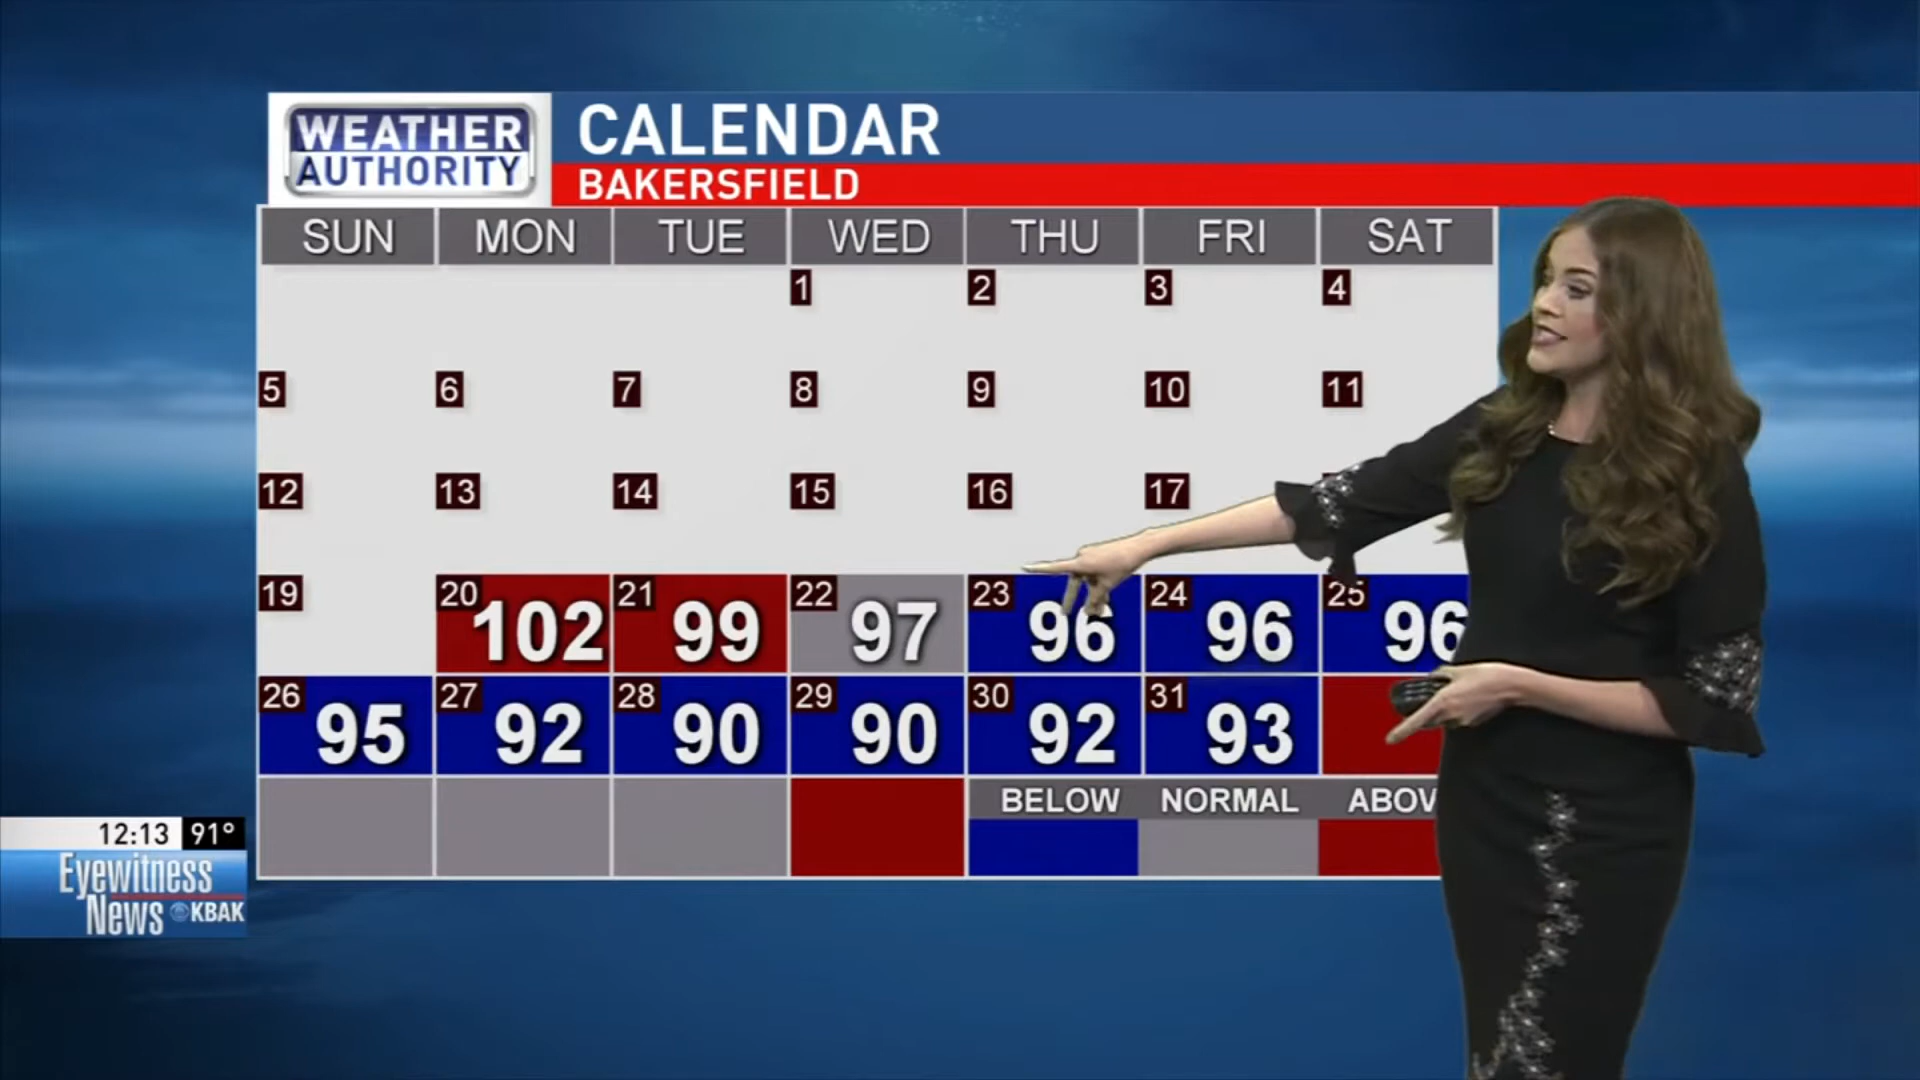 WEATHER
AUTHORITY
CALENDAR
BAKERSFIELD
SUN MON TUE WED THU FRI SAT
1 2 3 4
5 6 7 8 9 10 11
12 13 14 15 16 17
19 20 102 21 99 22 97 23 96 24 96 25 96
26 95 27 92 28 90 29 90 30 92 31 93
BELOW NORMAL ABOV
12:13 91°
Eyewitness
News KBAK